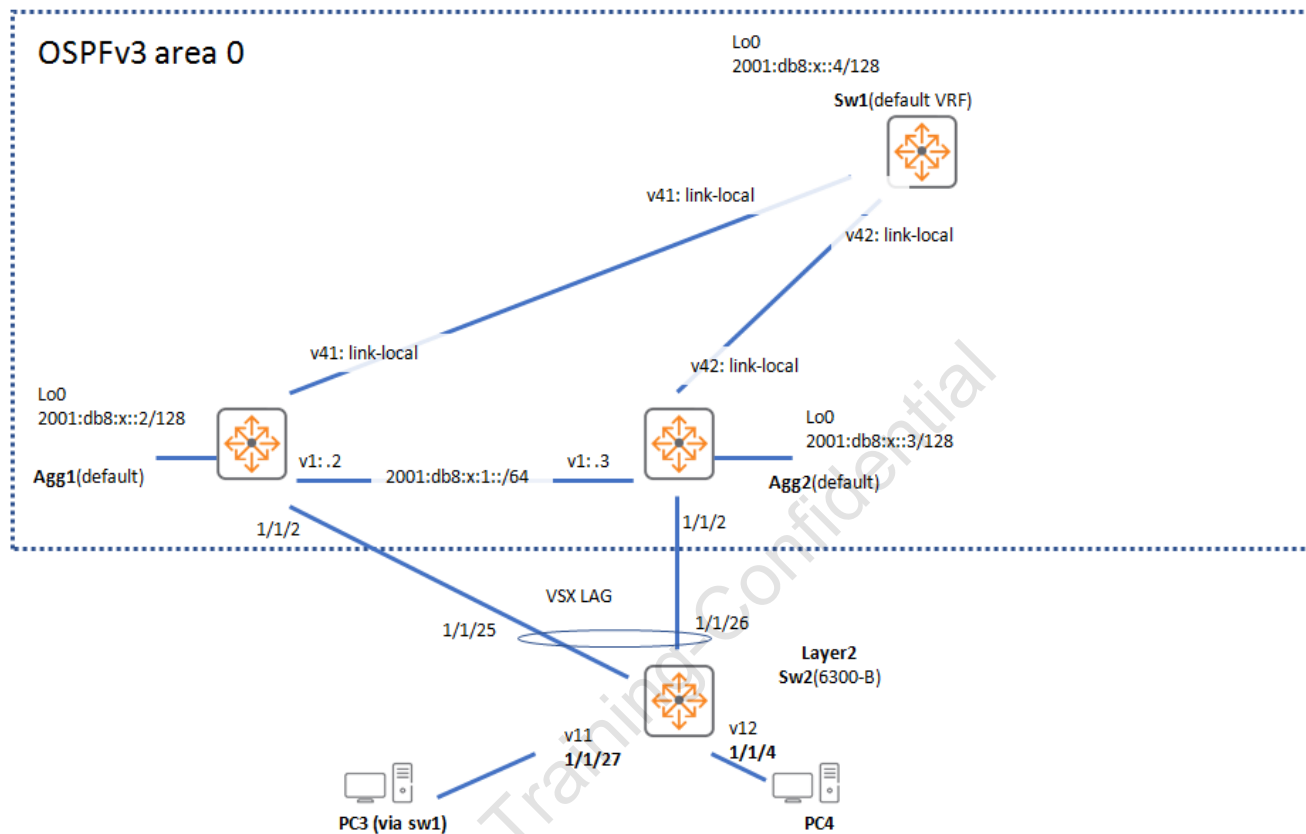 OSPFv3 area 0
Lo0
2001:db8:x::4/128
Sw1(default VRF)
v41: link-local
v42: link-local
v41: link-local
v42: link-local
Lo0
2001:db8:x::2/128
Lo0
2001:db8:x::3/128
v1: .2
2001:db8:x:1::/64
v1: .3
Agg1(default)
Agg2(default)
1/1/2
1/1/2
VSX LAG
1/1/25
1/1/26
Layer2
Sw2(6300-B)
v11
1/1/27
v12
1/1/4
PC3 (via sw1)
PC4
Training-Confidential